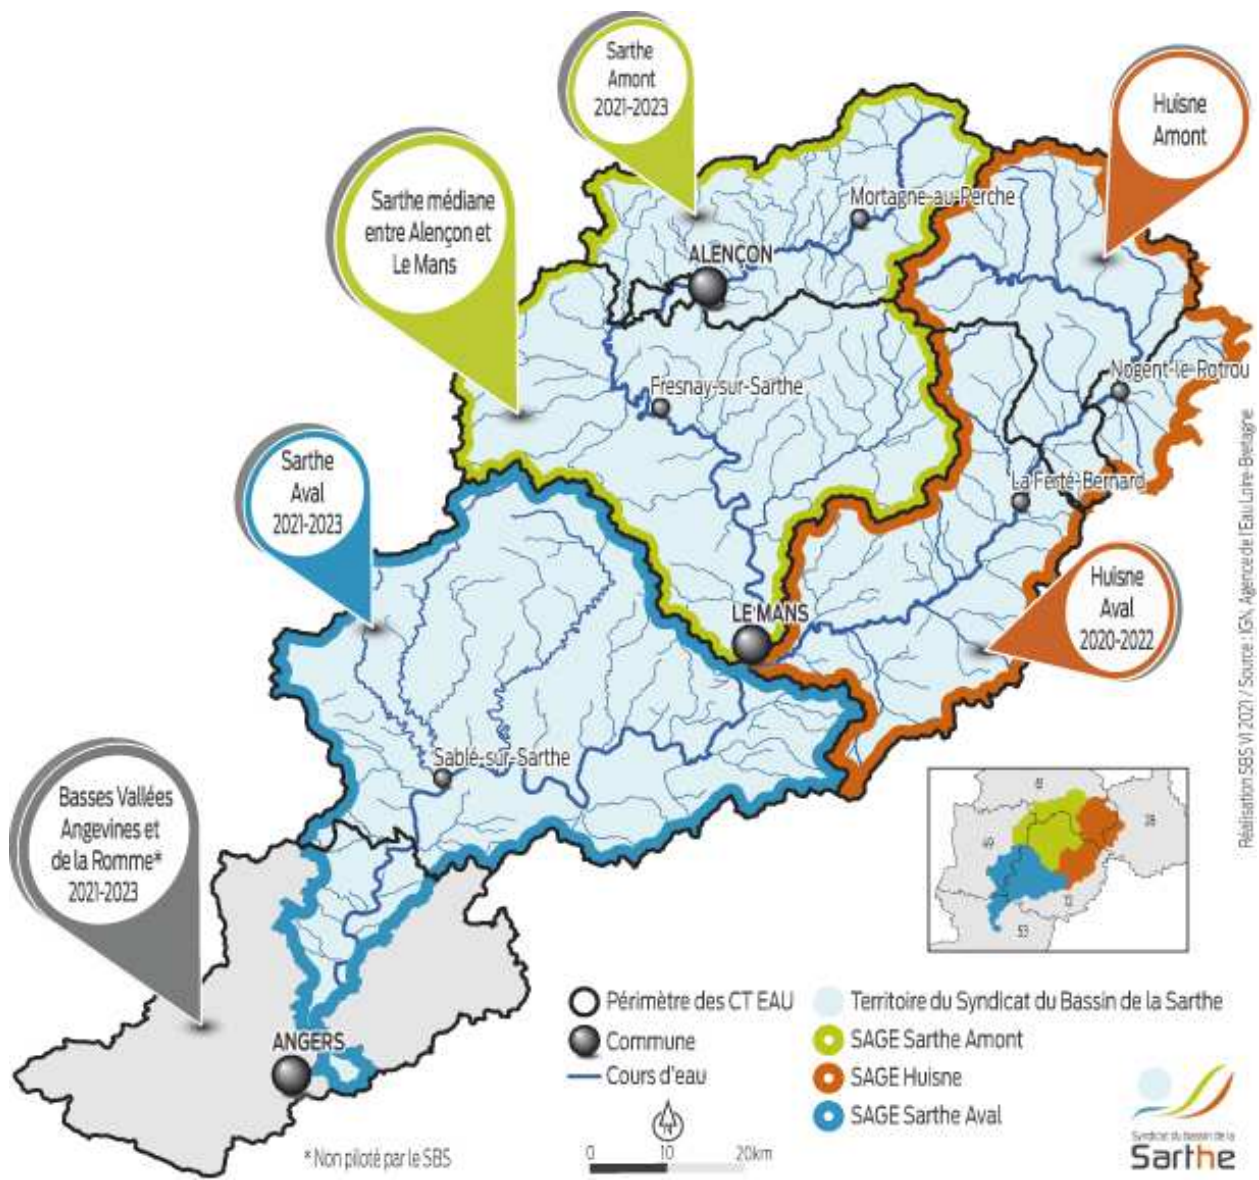 Sarthe
Amont
2021-2023
Huisne
Amont
Sarthe médiane
entre Alençon et
Le Mans
Mortagne-au-Perche
ALENÇON
Fresnay-sur-Sarthe
Nogent-le-Rotrou
La Ferté-Bernard
Sarthe
Aval
2021-2023
Huisne
Aval
2020-2022
LE MANS
Sablé-sur-Sarthe
Basses Vallées
Angevines et
de la Romme*
2021-2023
ANGERS
61
28
49
72
53
Périmètre des CT EAU
Commune
Cours d'eau
Territoire du Syndicat du Bassin de la Sarthe
SAGE Sarthe Amont
SAGE Huisne
SAGE Sarthe Aval
* Non piloté par le SBS
N
0 10 20km
Syndicat du bassin de la
Sarthe
Réalisation SBS VI 2021 / Source : IGN, Agence de l'Eau Loire-Bretagne